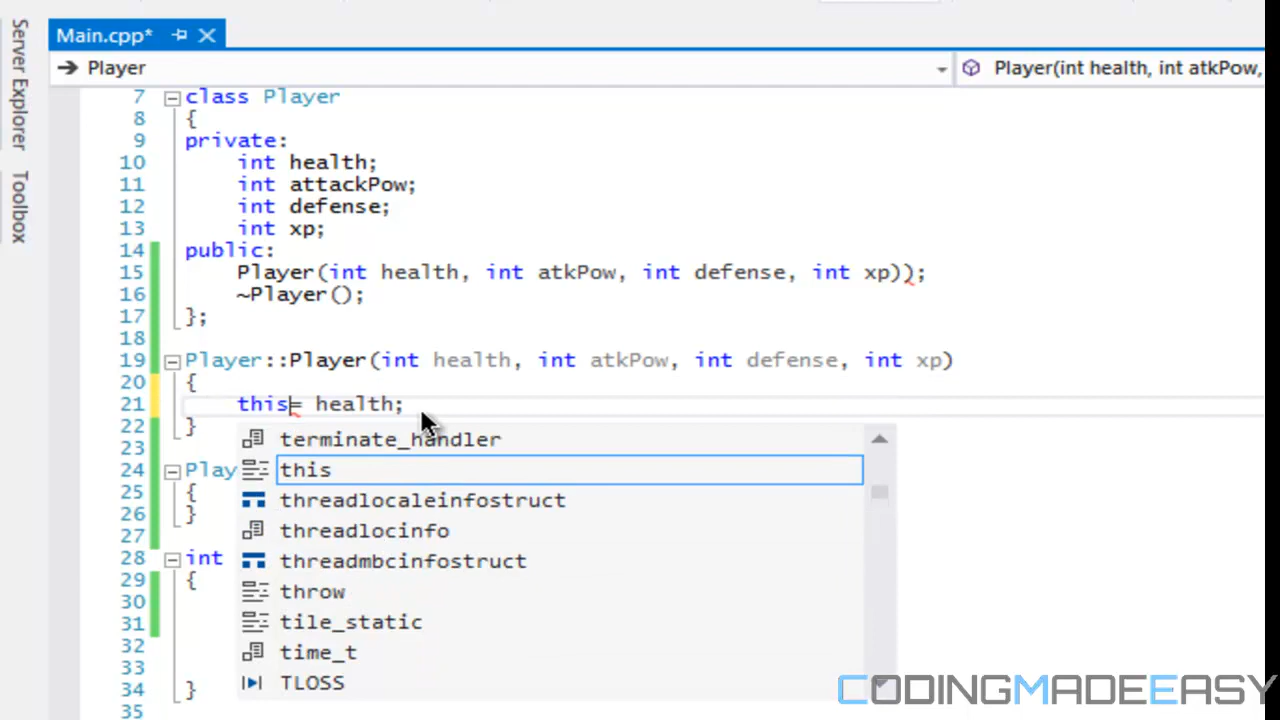 Server Explorer
Toolbox
Main.cpp*
Player
Player(int health, int atkPow,
7 class Player
8 {
9 private:
10 int health;
11 int attackPow;
12 int defense;
13 int xp;
14 public:
15 Player(int health, int atkPow, int defense, int xp));
16 ~Player();
17 };
18
19 Player::Player(int health, int atkPow, int defense, int xp)
20 {
21 this= health;
22 }
23
24 Play
25 {
26 }
27
28 int
29 {
30
31
32
33
34 }
35
terminate_handler
this
threadlocaleinfostruct
threadlocinfo
threadmbcinfostruct
throw
tile_static
time_t
TLOSS
CODINGMADEEASY